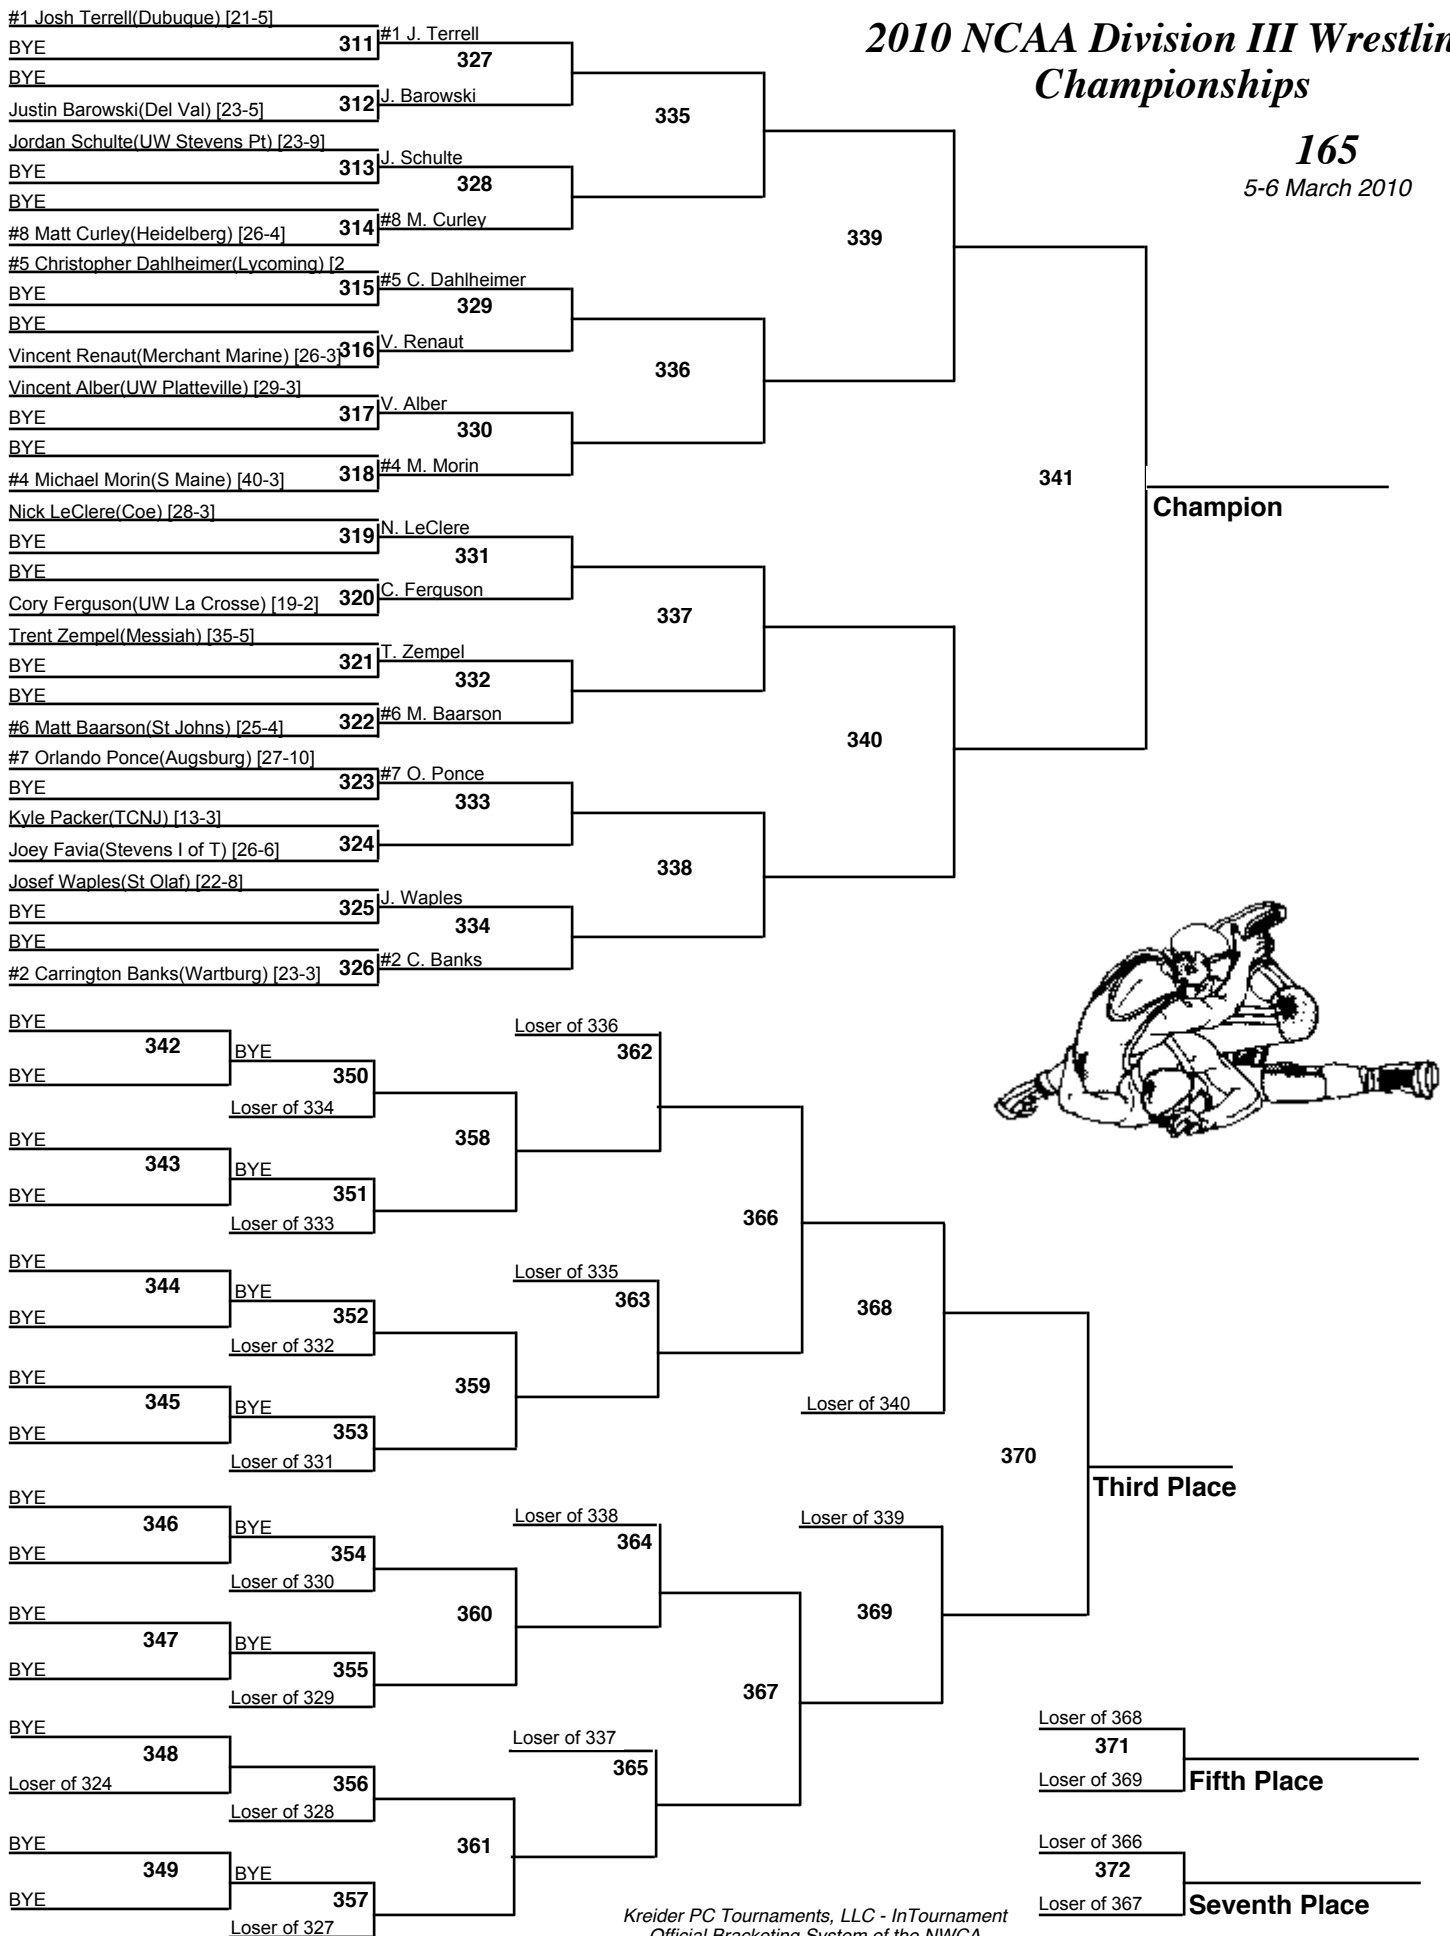 #1 Josh Terrell(Dubuque) [21-5]
BYE
311
#1 J. Terrell
327
BYE
Justin Barowski(Del Val) [23-5]
312
J. Barowski
335
Jordan Schulte(UW Stevens Pt) [23-9]
BYE
313
J. Schulte
328
BYE
#8 Matt Curley(Heidelberg) [26-4]
314
#8 M. Curley
339
#5 Christopher Dahlheimer(Lycoming) [2
BYE
315
#5 C. Dahlheimer
329
BYE
Vincent Renaut(Merchant Marine) [26-3]
316
V. Renaut
336
Vincent Alber(UW Platteville) [29-3]
BYE
317
V. Alber
330
BYE
#4 Michael Morin(S Maine) [40-3]
318
#4 M. Morin
341
Champion
Nick LeClere(Coe) [28-3]
BYE
319
N. LeClere
331
BYE
Cory Ferguson(UW La Crosse) [19-2]
320
C. Ferguson
337
Trent Zempel(Messiah) [35-5]
BYE
321
T. Zempel
332
BYE
#6 Matt Baarson(St Johns) [25-4]
322
#6 M. Baarson
340
#7 Orlando Ponce(Augsburg) [27-10]
BYE
323
#7 O. Ponce
333
Kyle Packer(TCNJ) [13-3]
Joey Favia(Stevens I of T) [26-6]
324
338
Josef Waples(St Olaf) [22-8]
BYE
325
J. Waples
334
BYE
#2 Carrington Banks(Wartburg) [23-3]
326
#2 C. Banks
2010 NCAA Division III Wrestlin
Championships
165
5-6 March 2010
BYE
342
BYE
BYE
350
Loser of 334
Loser of 336
362
358
BYE
343
BYE
BYE
351
Loser of 333
366
BYE
344
BYE
BYE
352
Loser of 332
Loser of 335
363
368
359
Loser of 340
BYE
345
BYE
BYE
353
Loser of 331
370
Third Place
BYE
346
BYE
BYE
354
Loser of 330
Loser of 338
364
Loser of 339
360
369
BYE
347
BYE
BYE
355
Loser of 329
367
BYE
348
Loser of 324
356
Loser of 328
Loser of 337
365
361
BYE
349
BYE
BYE
357
Loser of 327
Loser of 368
371
Loser of 369
Fifth Place
Loser of 366
372
Loser of 367
Seventh Place
Kreider PC Tournaments, LLC - InTournament
Official Bracketing System of the NWCA